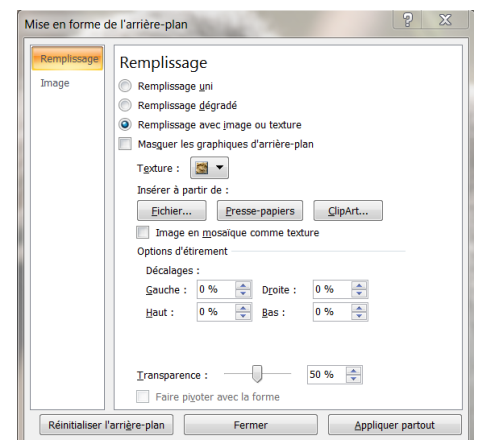 Mise en forme de l'arrière-plan
Remplissage
Image
Remplissage
Remplissage uni
Remplissage dégradé
Remplissage avec image ou texture
Masquer les graphiques d'arrière-plan
Texture :
Insérer à partir de :
Fichier... Presse-papiers ClipArt...
Image en mosaïque comme texture
Options d'étirement
Décalages :
Gauche : 0 % Droite : 0 %
Haut : 0 % Bas : 0 %
Transparence : 50 %
Faire pivoter avec la forme
Réinitialiser l'arrière-plan Fermer Appliquer partout